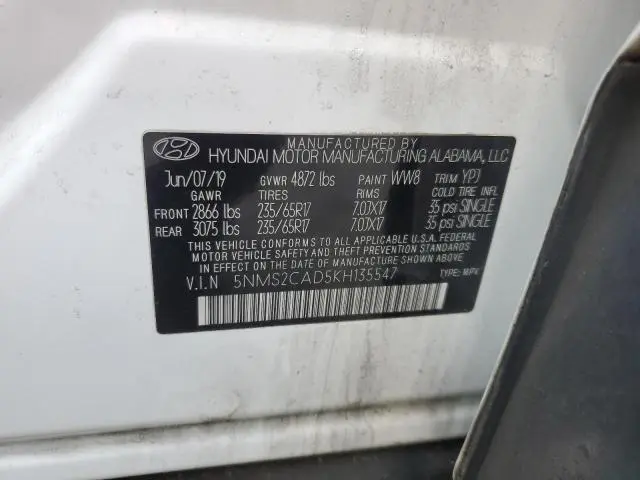 MANUFACTURED BY
HYUNDAI MOTOR MANUFACTURING ALABAMA, LLC
Jun/07/19 GVWR 4872 lbs PAINT WW8 TRIM YPJ
GAWR TIRES RIMS COLD TIRE INFL
FRONT 2866 lbs 235/65R17 7.0JX17 35 psi SINGLE
REAR 3075 lbs 235/65R17 7.0JX17 35 psi SINGLE
THIS VEHICLE CONFORMS TO ALL APPLICABLE U.S.A. FEDERAL
MOTOR VEHICLE SAFETY AND THEFT PREVENTION STANDARDS
IN EFFECT ON THE DATE OF MANUFACTURE SHOWN ABOVE.
V.I.N 5NMS2CAD5KH135547 TYPE: MPV